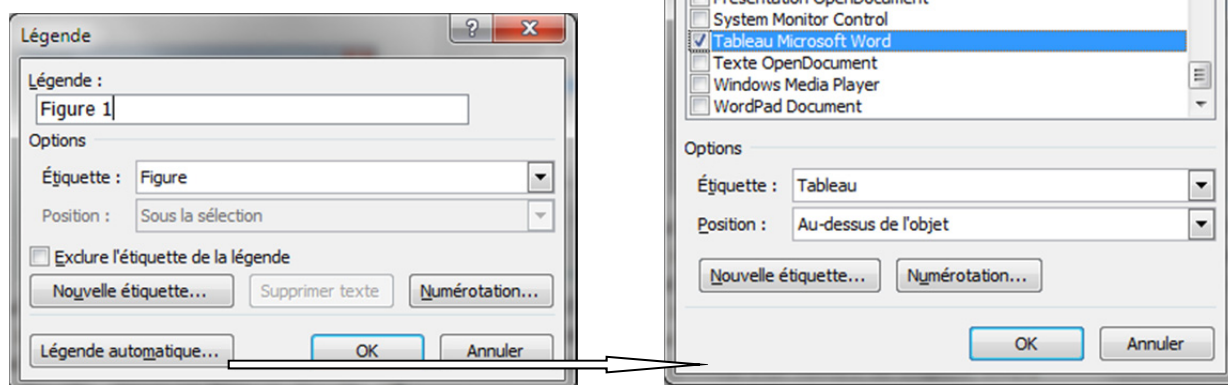 Légende
Légende :
Figure 1
Options
Étiquette : Figure
Position : Sous la sélection
Exclure l'étiquette de la légende
Nouvelle étiquette... Supprimer texte Numérotation...
Légende automatique... OK Annuler
Présentation OpenDocument
System Monitor Control
Tableau Microsoft Word
Texte OpenDocument
Windows Media Player
WordPad Document
Options
Étiquette : Tableau
Position : Au-dessus de l'objet
Nouvelle étiquette... Numérotation...
OK Annuler